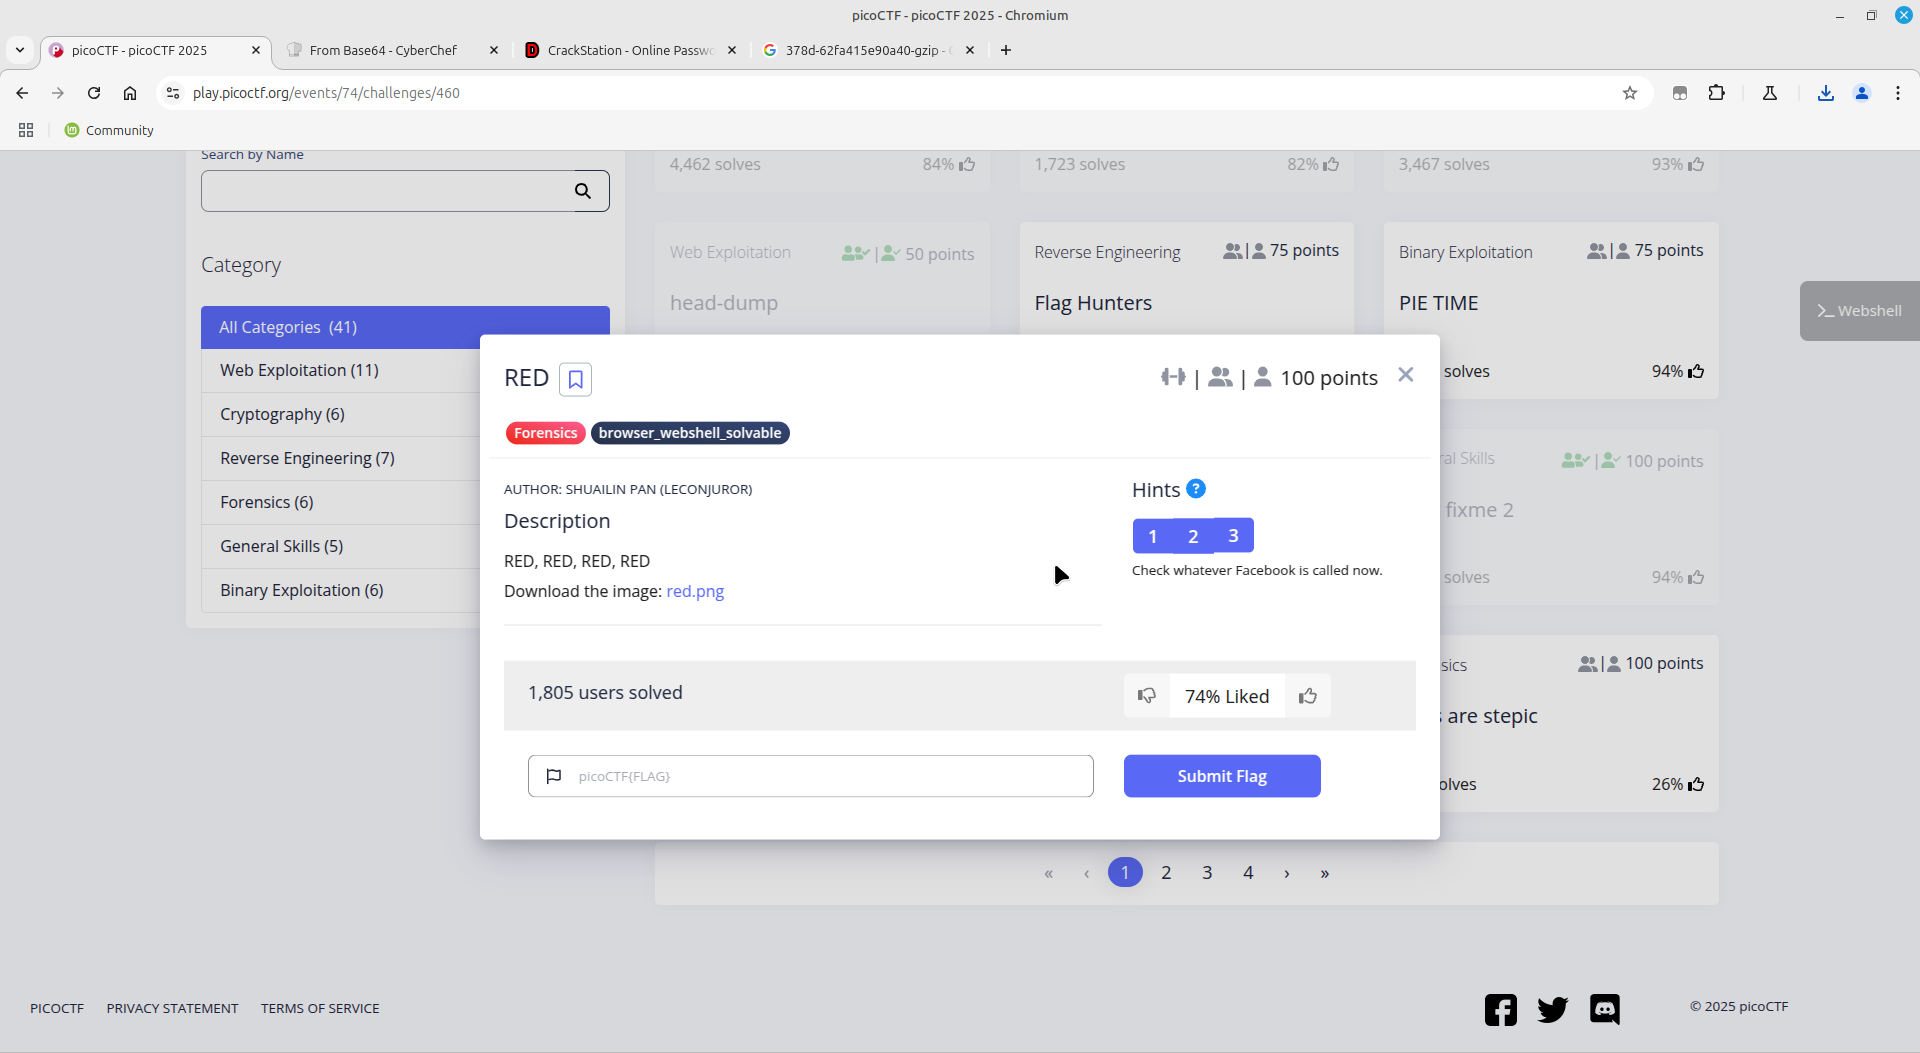 picoCTF - picoCTF 2025 - Chromium
picoCTF - picoCTF 2025
From Base64 - CyberChef
CrackStation - Online Passwo
378d-62fa415e90a40-gzip -
play.picoctf.org/events/74/challenges/460
Community
Search by Name
4,462 solves 84%
1,723 solves 82%
3,467 solves 93%
Category
All Categories (41)
Web Exploitation (11)
Cryptography (6)
Reverse Engineering (7)
Forensics (6)
General Skills (5)
Binary Exploitation (6)
Web Exploitation | 50 points
head-dump
Reverse Engineering | 75 points
Flag Hunters
Binary Exploitation | 75 points
PIE TIME
solves 94%
Webshell
RED
| | 100 points
Forensics browser_webshell_solvable
AUTHOR: SHUAILIN PAN (LECONJUROR)
Description
RED, RED, RED, RED
Download the image: red.png
Hints ?
1 2 3
Check whatever Facebook is called now.
1,805 users solved
74% Liked
picoCTF{FLAG}
Submit Flag
ral Skills | 100 points
fixme 2
solves 94%
sics | 100 points
are stepic
olves 26%
« ‹ 1 2 3 4 › »
PICOCTF PRIVACY STATEMENT TERMS OF SERVICE
© 2025 picoCTF